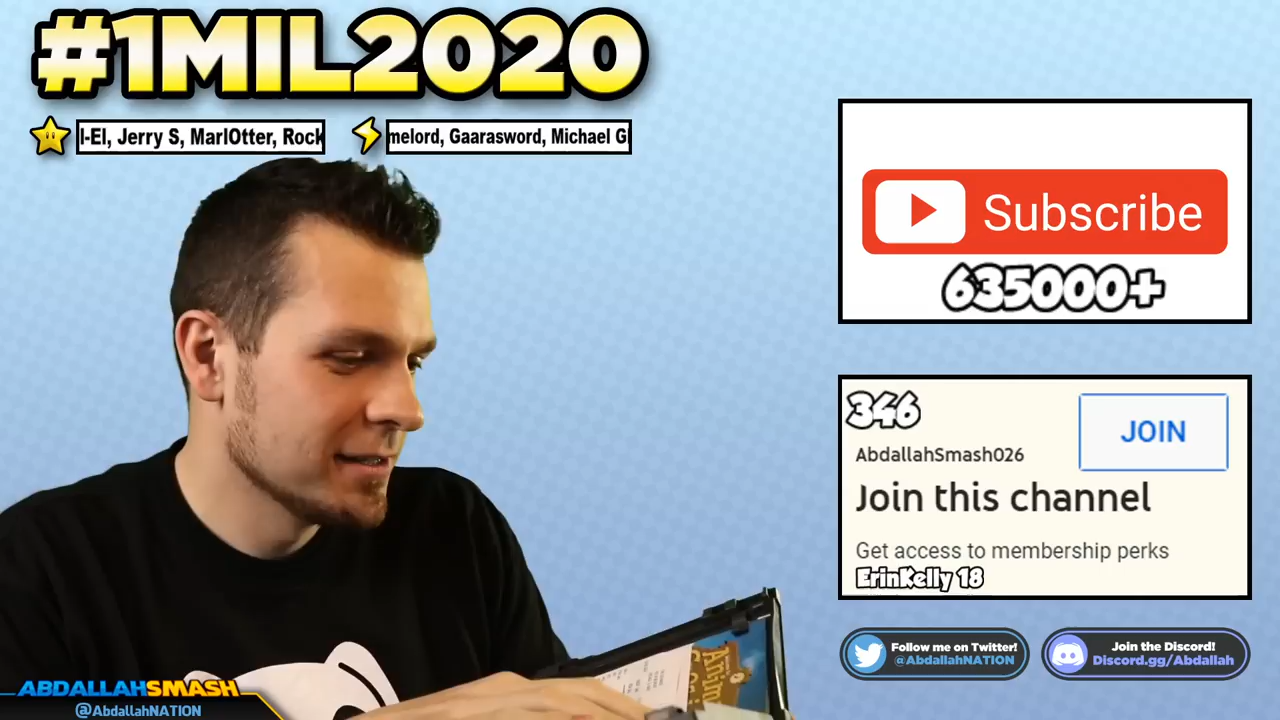 #1MIL2020
l-El, Jerry S, MarlOtter, Rock
melord, Gaarasword, Michael G
Subscribe
635000+
346
JOIN
AbdallahSmash026
Join this channel
Get access to membership perks
ErinKelly 18
Follow me on Twitter!
@AbdallahNATION
Join the Discord!
Discord.gg/Abdallah
ABDALLAHSMASH
@AbdallahNATION